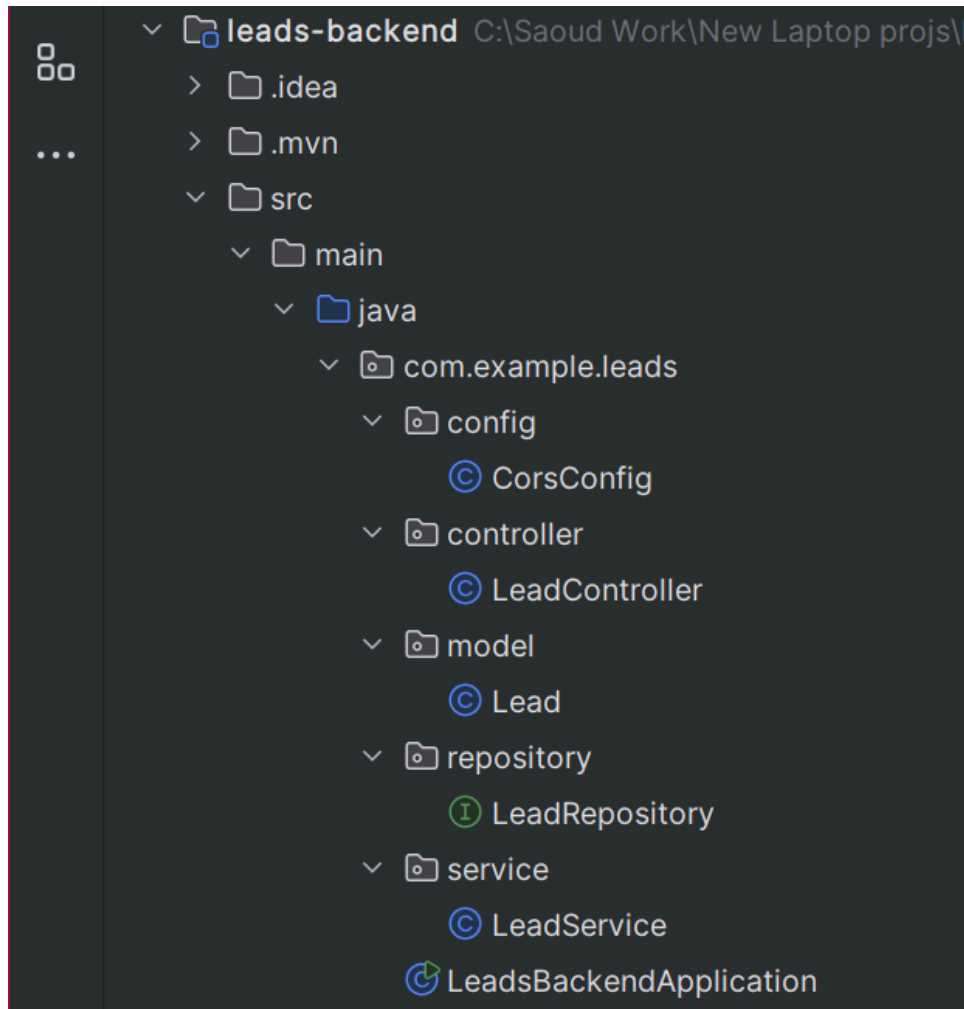 leads-backend C:\Saoud Work\New Laptop projs\
.idea
.mvn
src
main
java
com.example.leads
config
CorsConfig
controller
LeadController
model
Lead
repository
LeadRepository
service
LeadService
LeadsBackendApplication